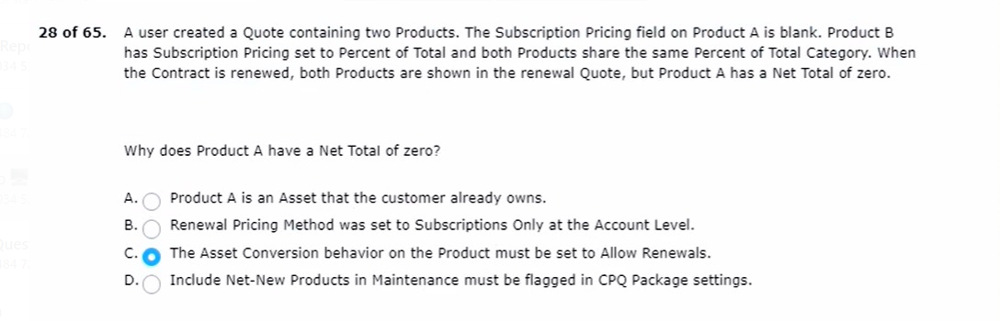 28 of 65. A user created a Quote containing two Products. The Subscription Pricing field on Product A is blank. Product B
has Subscription Pricing set to Percent of Total and both Products share the same Percent of Total Category. When
the Contract is renewed, both Products are shown in the renewal Quote, but Product A has a Net Total of zero.
Why does Product A have a Net Total of zero?
A. Product A is an Asset that the customer already owns.
B. Renewal Pricing Method was set to Subscriptions Only at the Account Level.
C. The Asset Conversion behavior on the Product must be set to Allow Renewals.
D. Include Net-New Products in Maintenance must be flagged in CPQ Package settings.